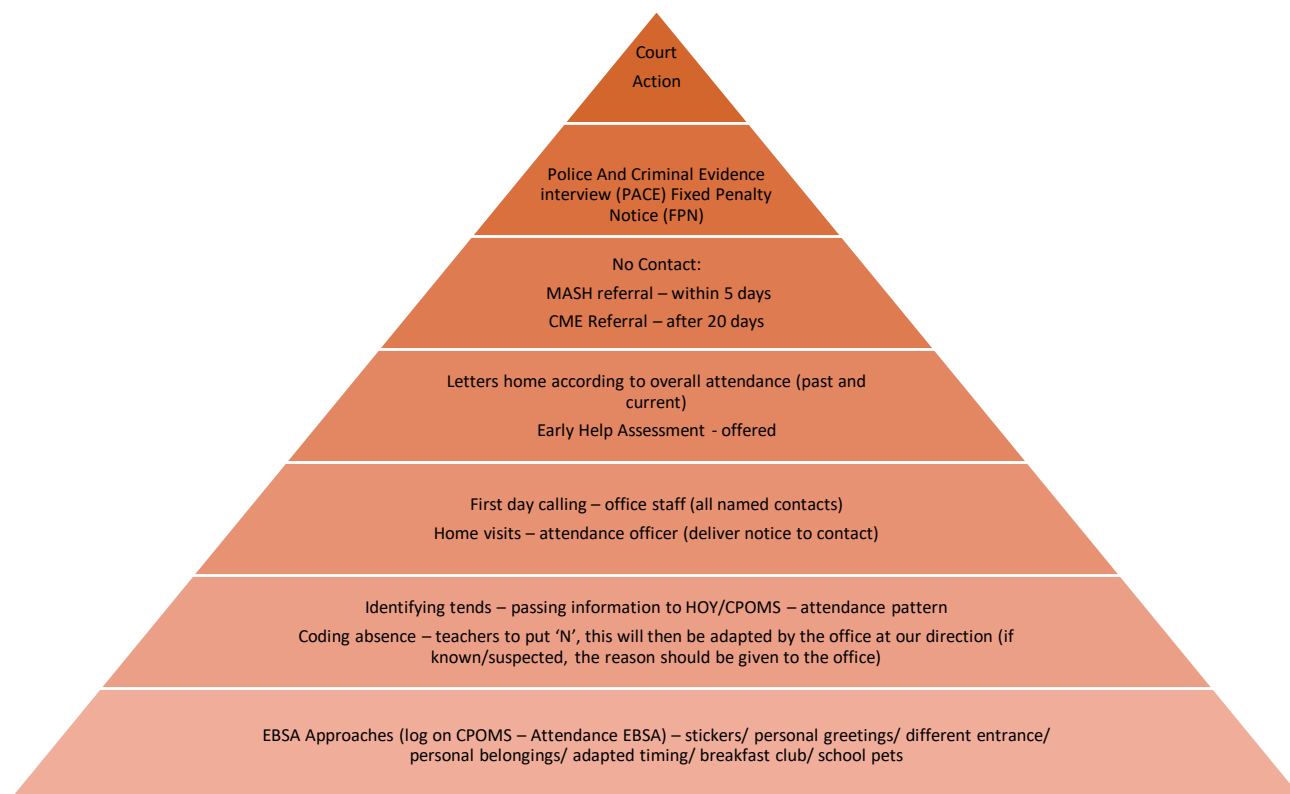 Court
Action
Police And Criminal Evidence
interview (PACE) Fixed Penalty
Notice (FPN)
No Contact:
MASH referral – within 5 days
CME Referral – after 20 days
Letters home according to overall attendance (past and
current)
Early Help Assessment - offered
First day calling – office staff (all named contacts)
Home visits – attendance officer (deliver notice to contact)
Identifying tends – passing information to HOY/CPOMS – attendance pattern
Coding absence – teachers to put ‘N’, this will then be adapted by the office at our direction (if
known/suspected, the reason should be given to the office)
EBSA Approaches (log on CPOMS – Attendance EBSA) – stickers/ personal greetings/ different entrance/
personal belongings/ adapted timing/ breakfast club/ school pets